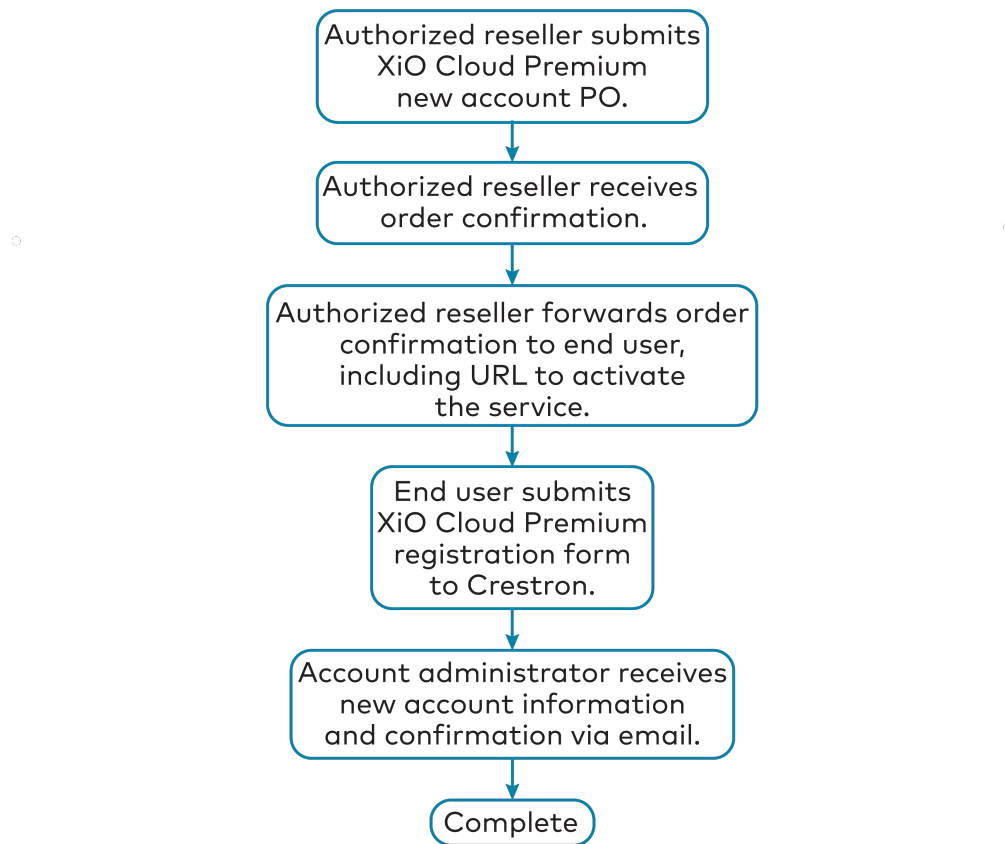 Authorized reseller submits
XiO Cloud Premium
new account PO.
Authorized reseller receives
order confirmation.
Authorized reseller forwards order
confirmation to end user,
including URL to activate
the service.
End user submits
XiO Cloud Premium
registration form
to Crestron.
Account administrator receives
new account information
and confirmation via email.
Complete